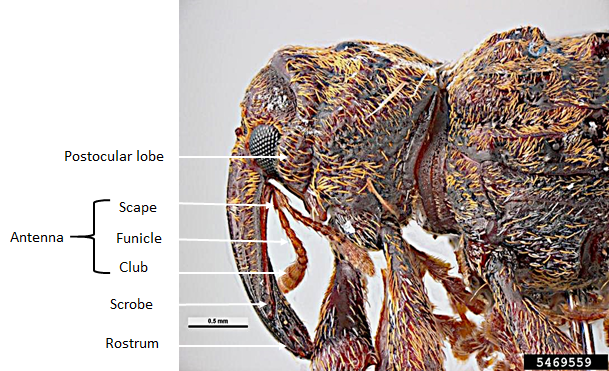 Postocular lobe
Scape
Antenna
Funicle
Club
Scrobe
0.5 mm
Rostrum
5469559